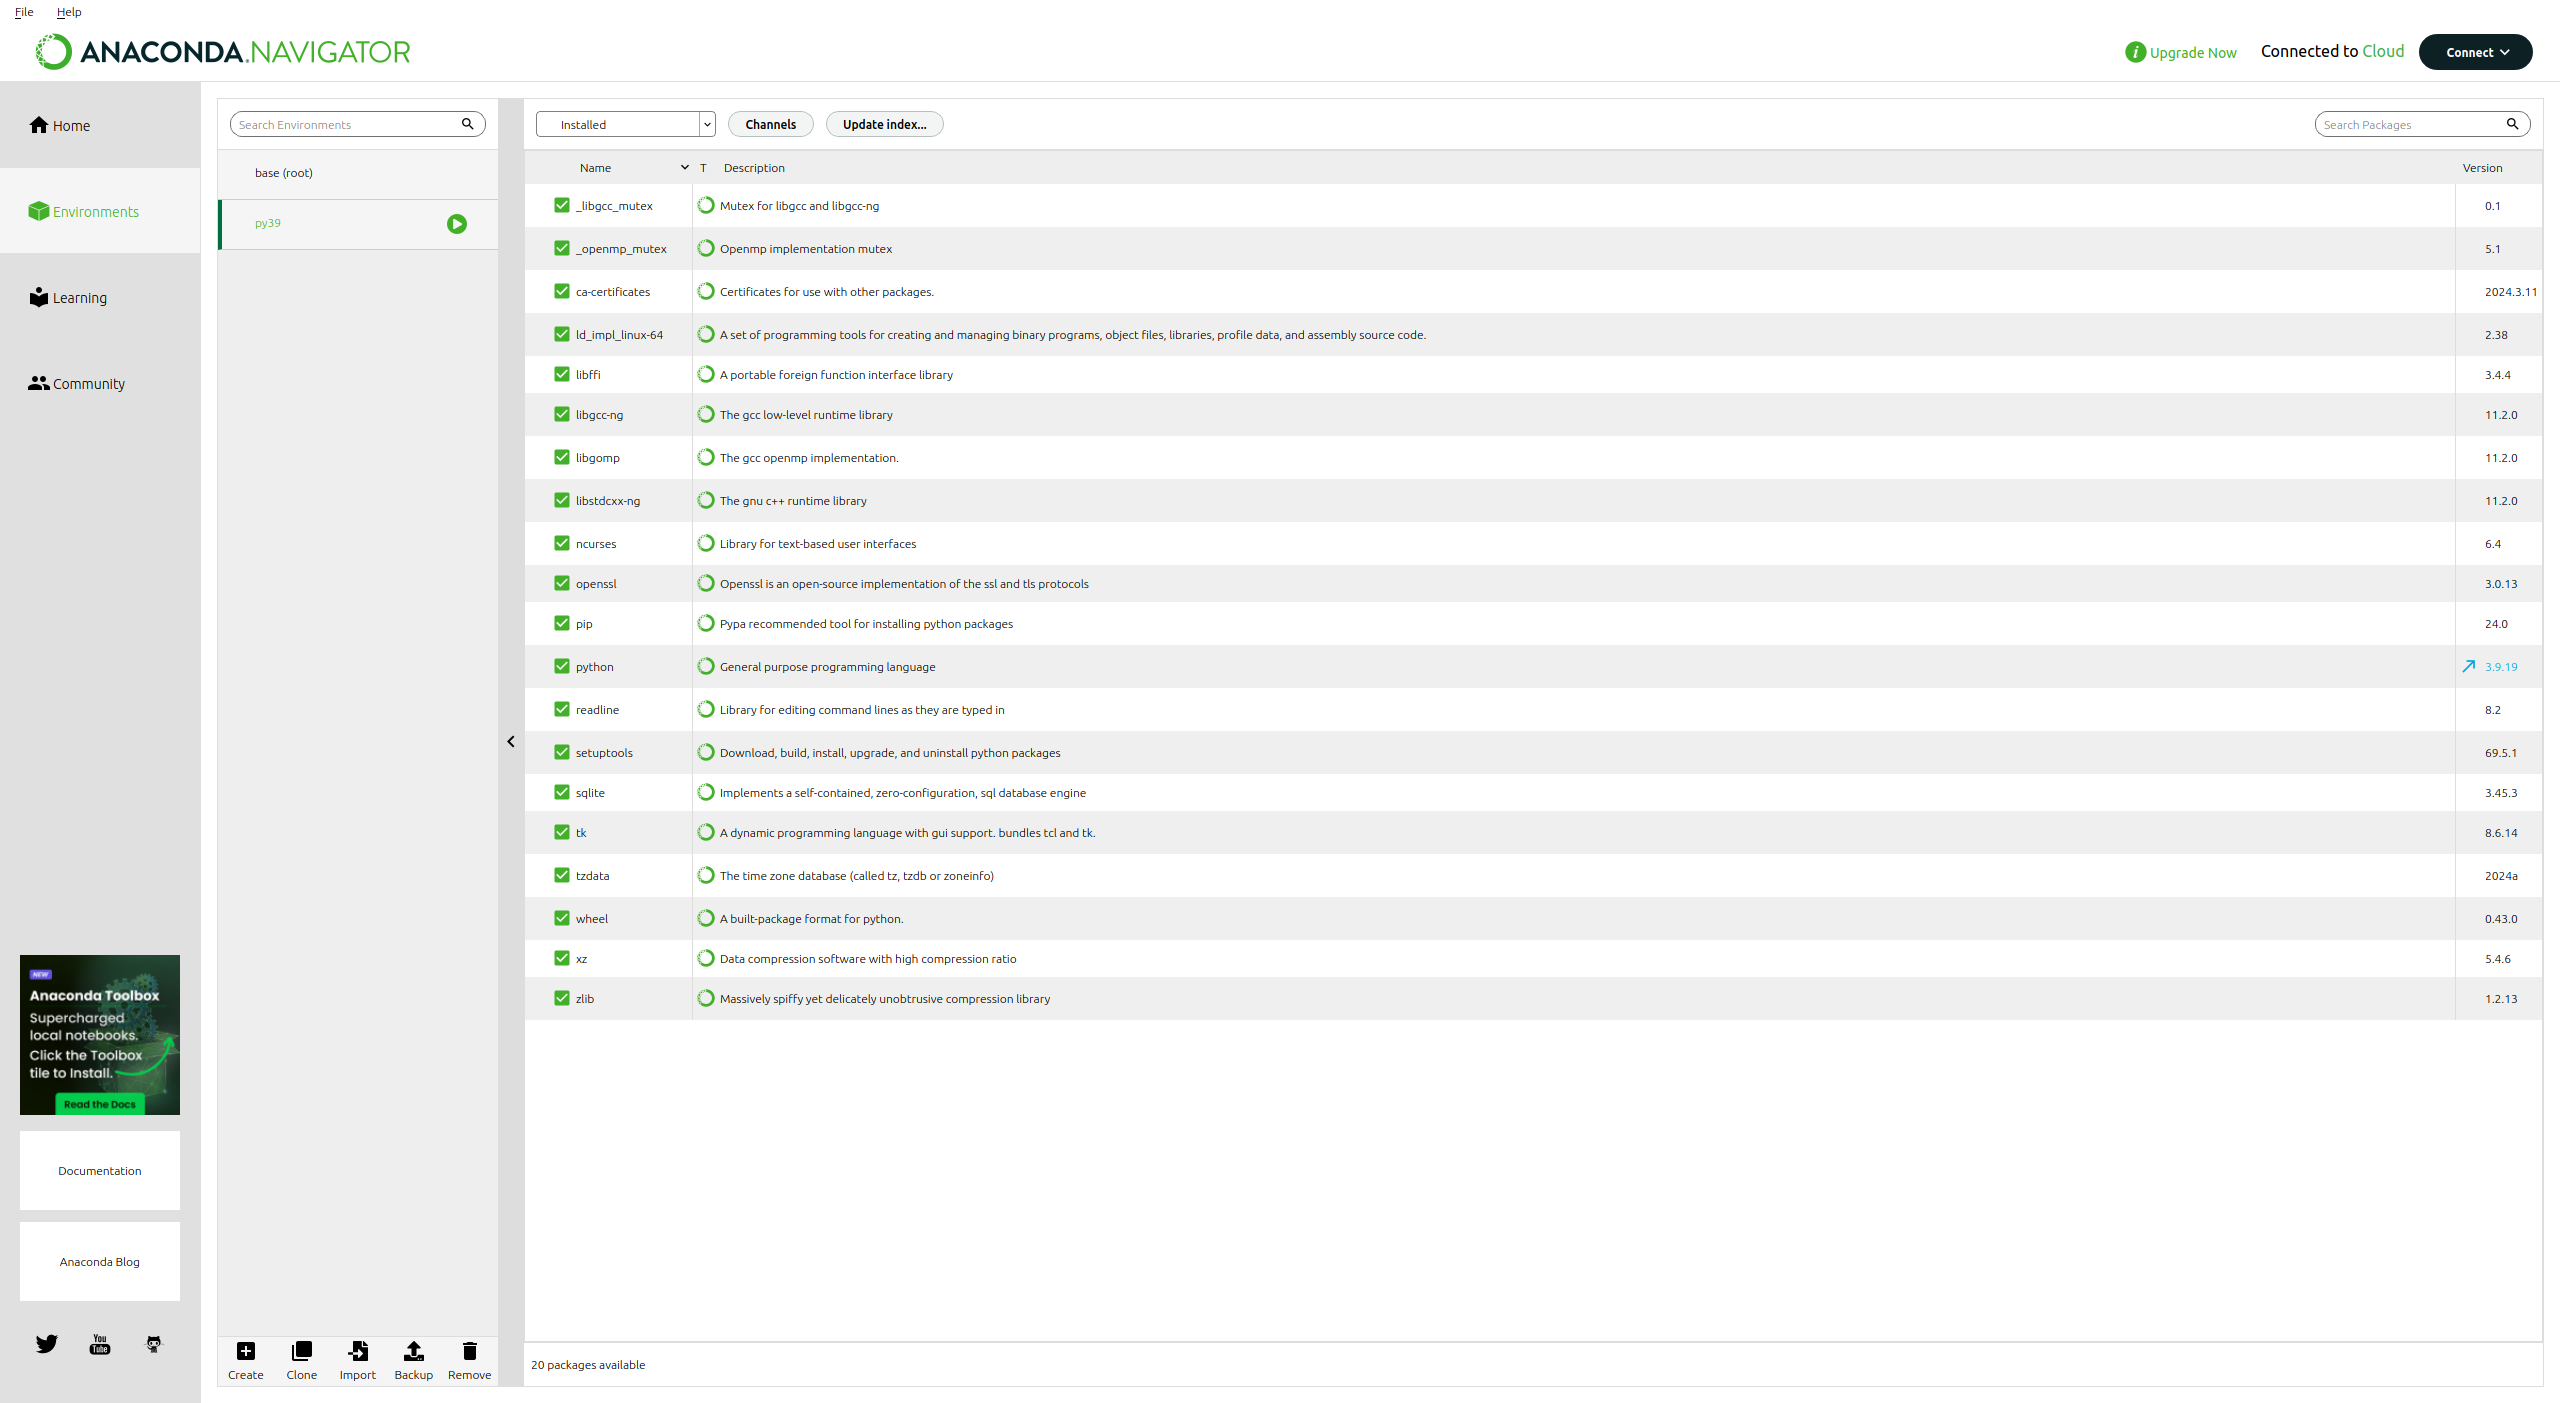 File Help
ANACONDA.NAVIGATOR
i Upgrade Now Connected to Cloud Connect
Home
Environments
Learning
Community
NEW
Anaconda Toolbox
Supercharged
local notebooks.
Click the Toolbox
tile to Install.
Read the Docs
Documentation
Anaconda Blog
You
Tube
Search Environments
base (root)
py39
Create Clone Import Backup Remove
Installed Channels Update index... Search Packages
Name T Description Version
_libgcc_mutex Mutex for libgcc and libgcc-ng 0.1
_openmp_mutex Openmp implementation mutex 5.1
ca-certificates Certificates for use with other packages. 2024.3.11
ld_impl_linux-64 A set of programming tools for creating and managing binary programs, object files, libraries, profile data, and assembly source code. 2.38
libffi A portable foreign function interface library 3.4.4
libgcc-ng The gcc low-level runtime library 11.2.0
libgomp The gcc openmp implementation. 11.2.0
libstdcxx-ng The gnu c++ runtime library 11.2.0
ncurses Library for text-based user interfaces 6.4
openssl Openssl is an open-source implementation of the ssl and tls protocols 3.0.13
pip Pypa recommended tool for installing python packages 24.0
python General purpose programming language 3.9.19
readline Library for editing command lines as they are typed in 8.2
setuptools Download, build, install, upgrade, and uninstall python packages 69.5.1
sqlite Implements a self-contained, zero-configuration, sql database engine 3.45.3
tk A dynamic programming language with gui support. bundles tcl and tk. 8.6.14
tzdata The time zone database (called tz, tzdb or zoneinfo) 2024a
wheel A built-package format for python. 0.43.0
xz Data compression software with high compression ratio 5.4.6
zlib Massively spiffy yet delicately unobtrusive compression library 1.2.13
20 packages available